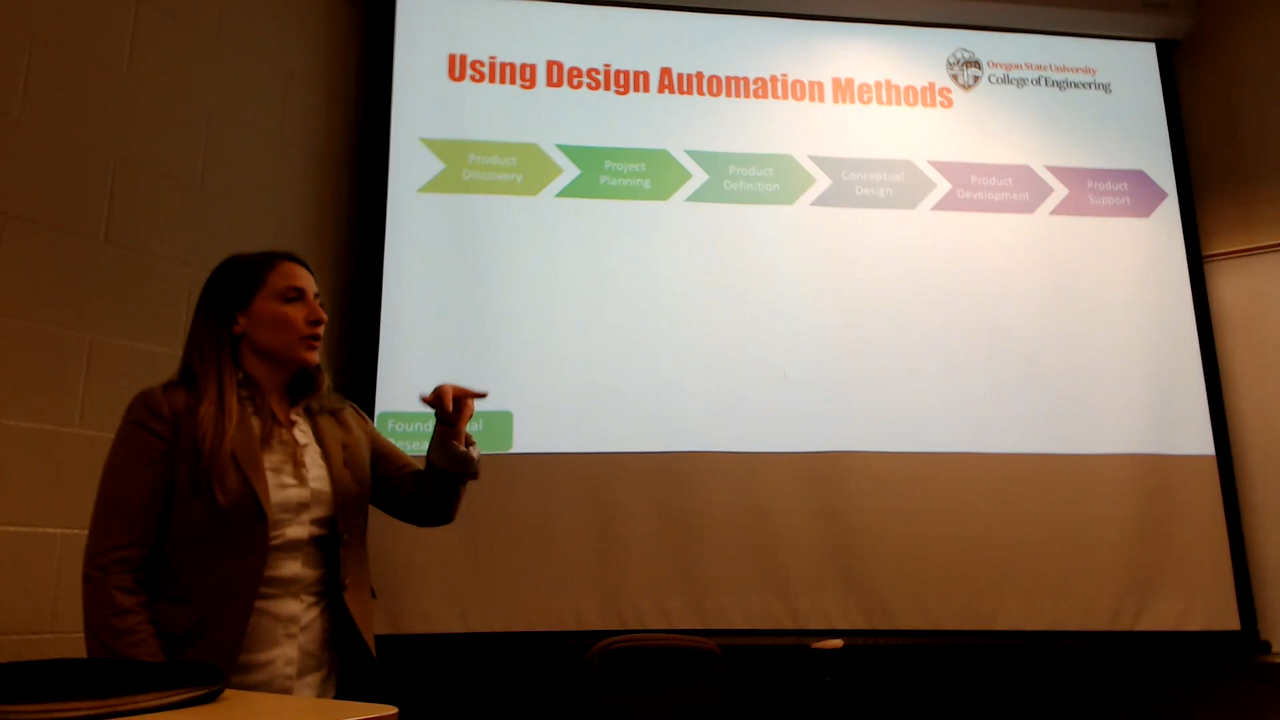 Using Design Automation Methods
Oregon State University
College of Engineering
Product
Discovery
Project
Planning
Product
Definition
Conceptual
Design
Product
Development
Product
Support